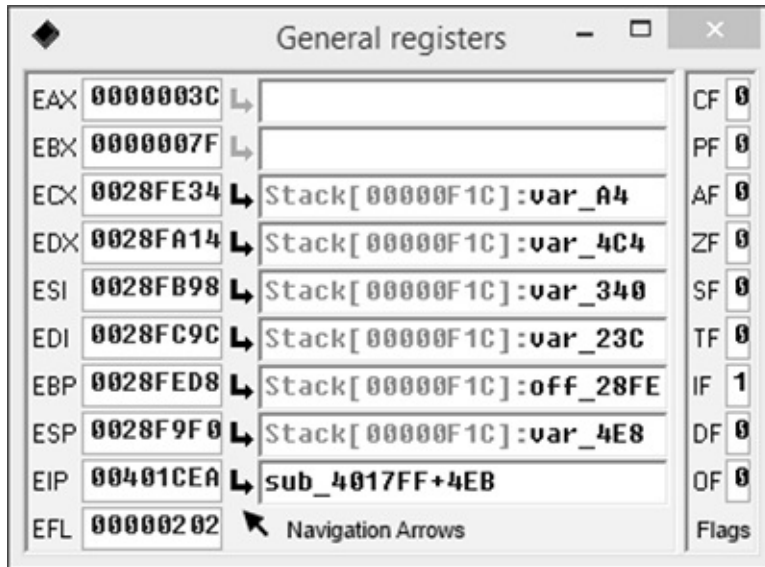 General registers
EAX 0000003C CF 0
EBX 0000007F PF 0
ECX 0028FE34 Stack[00000F1C]:var_A4 AF 0
EDX 0028FA14 Stack[00000F1C]:var_4C4 ZF 0
ESI 0028FB98 Stack[00000F1C]:var_340 SF 0
EDI 0028FC9C Stack[00000F1C]:var_23C TF 0
EBP 0028FED8 Stack[00000F1C]:off_28FE IF 1
ESP 0028F9F0 Stack[00000F1C]:var_4E8 DF 0
EIP 00401CEA sub_4017FF+4EB OF 0
EFL 00000202 Navigation Arrows Flags